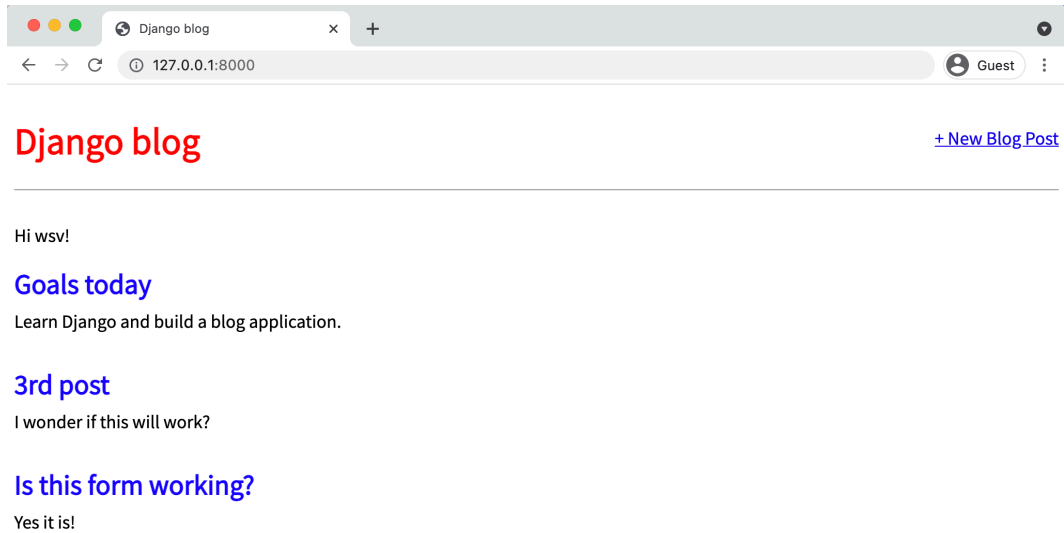 Django blog
127.0.0.1:8000
Guest
Django blog
+ New Blog Post
Hi wsv!
Goals today
Learn Django and build a blog application.
3rd post
I wonder if this will work?
Is this form working?
Yes it is!